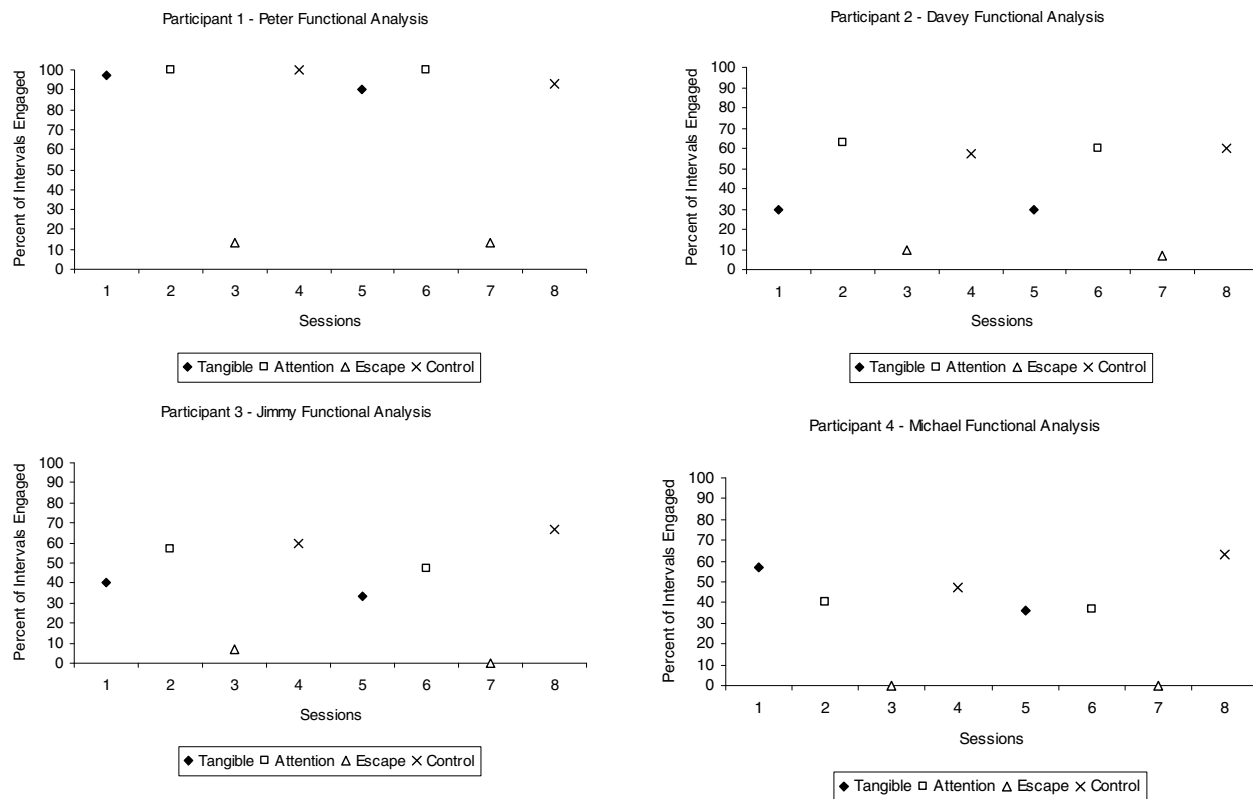 Participant 1 - Peter Functional Analysis
Percent of Intervals Engaged
100
90
80
70
60
50
40
30
20
10
0
1 2 3 4 5 6 7 8
Sessions
Tangible Attention Escape Control
Participant 2 - Davey Functional Analysis
Percent of Intervals Engaged
100
90
80
70
60
50
40
30
20
10
0
1 2 3 4 5 6 7 8
Sessions
Tangible Attention Escape Control
Participant 3 - Jimmy Functional Analysis
Percent of Intervals Engaged
100
90
80
70
60
50
40
30
20
10
0
1 2 3 4 5 6 7 8
Sessions
Tangible Attention Escape Control
Participant 4 - Michael Functional Analysis
Percent of Intervals Engaged
100
90
80
70
60
50
40
30
20
10
0
1 2 3 4 5 6 7 8
Sessions
Tangible Attention Escape Control